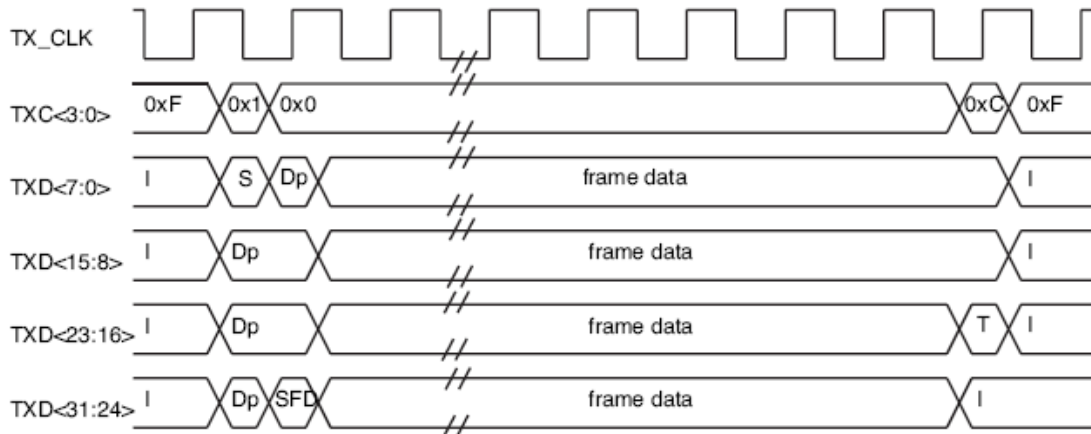 TX_CLK
TXC<3:0> 0xF 0x1 0x0 0xC 0xF
TXD<7:0> I S Dp frame data I
TXD<15:8> I Dp frame data I
TXD<23:16> I Dp frame data T I
TXD<31:24> I Dp SFD frame data I